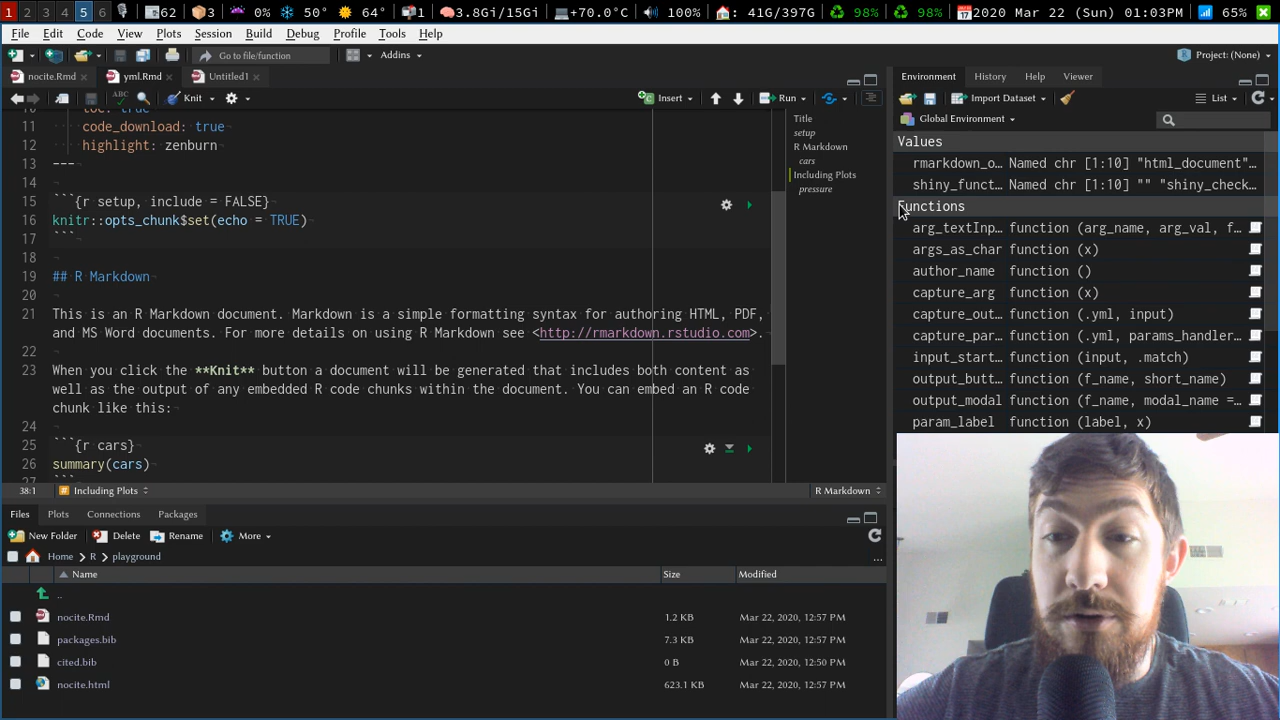 1 2 3 4 5 6 7 8 9 10 62 3 0% 50° 64° 1 3.8Gi/15Gi +70.0°C 100% : 41G/397G 98% 98% 2020 Mar 22 (Sun) 01:03PM 65%
File Edit Code View Plots Session Build Debug Profile Tools Help
Go to file/function Addins Project: (None)
nocite.Rmd yml.Rmd Untitled1
Knit Insert Run
11 code_download: true
12 highlight: zenburn
13 ---
14
15 ```{r setup, include = FALSE}
16 knitr::opts_chunk$set(echo = TRUE)
17 ```
18
19 ## R Markdown
20
21 This is an R Markdown document. Markdown is a simple formatting syntax for authoring HTML, PDF,
and MS Word documents. For more details on using R Markdown see <http://rmarkdown.rstudio.com>.
22
23 When you click the **Knit** button a document will be generated that includes both content as
well as the output of any embedded R code chunks within the document. You can embed an R code
chunk like this:
24
25 ```{r cars}
26 summary(cars)
38:1 Including Plots R Markdown
Title
setup
R Markdown
cars
Including Plots
pressure
Files Plots Connections Packages
New Folder Delete Rename More
Home R playground ...
Name Size Modified
..
nocite.Rmd 1.2 KB Mar 22, 2020, 12:57 PM
packages.bib 7.3 KB Mar 22, 2020, 12:57 PM
cited.bib 0 B Mar 22, 2020, 12:50 PM
nocite.html 623.1 KB Mar 22, 2020, 12:57 PM
Environment History Help Viewer
Import Dataset List
Global Environment
Values
rmarkdown_o… Named chr [1:10] "html_document"…
shiny_funct… Named chr [1:10] "" "shiny_check…
Functions
arg_textInp… function (arg_name, arg_val, f…
args_as_char function (x)
author_name function ()
capture_arg function (x)
capture_out… function (.yml, input)
capture_par… function (.yml, params_handler…
input_start… function (input, .match)
output_butt… function (f_name, short_name)
output_modal function (f_name, modal_name =…
param_label function (label, x)